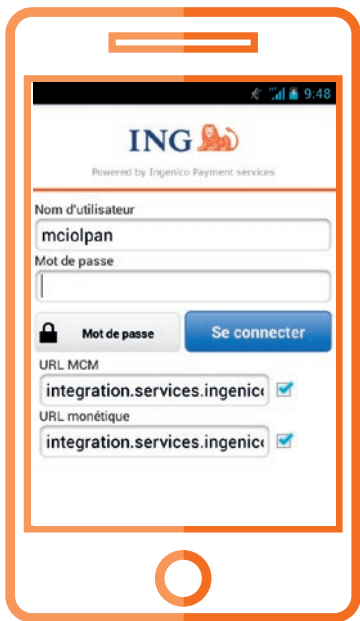 9:48
ING
Powered by Ingenico Payment services
Nom d'utilisateur
mciolpan
Mot de passe
Mot de passe
Se connecter
URL MCM
integration.services.ingenic
URL monétique
integration.services.ingenic